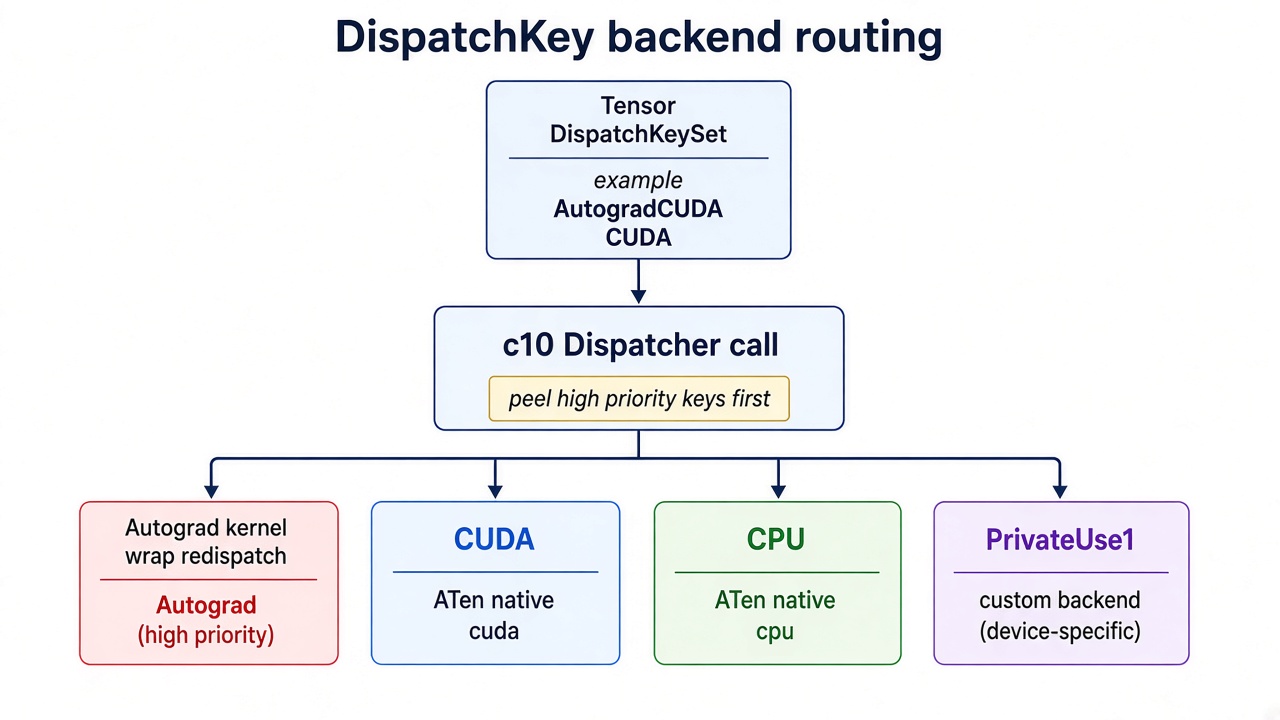 DispatchKey backend routing
Tensor
DispatchKeySet
example
AutogradCUDA
CUDA
c10 Dispatcher call
peel high priority keys first
Autograd kernel
wrap redispatch
Autograd
(high priority)
CUDA
ATen native
cuda
CPU
ATen native
cpu
PrivateUse1
custom backend
(device-specific)